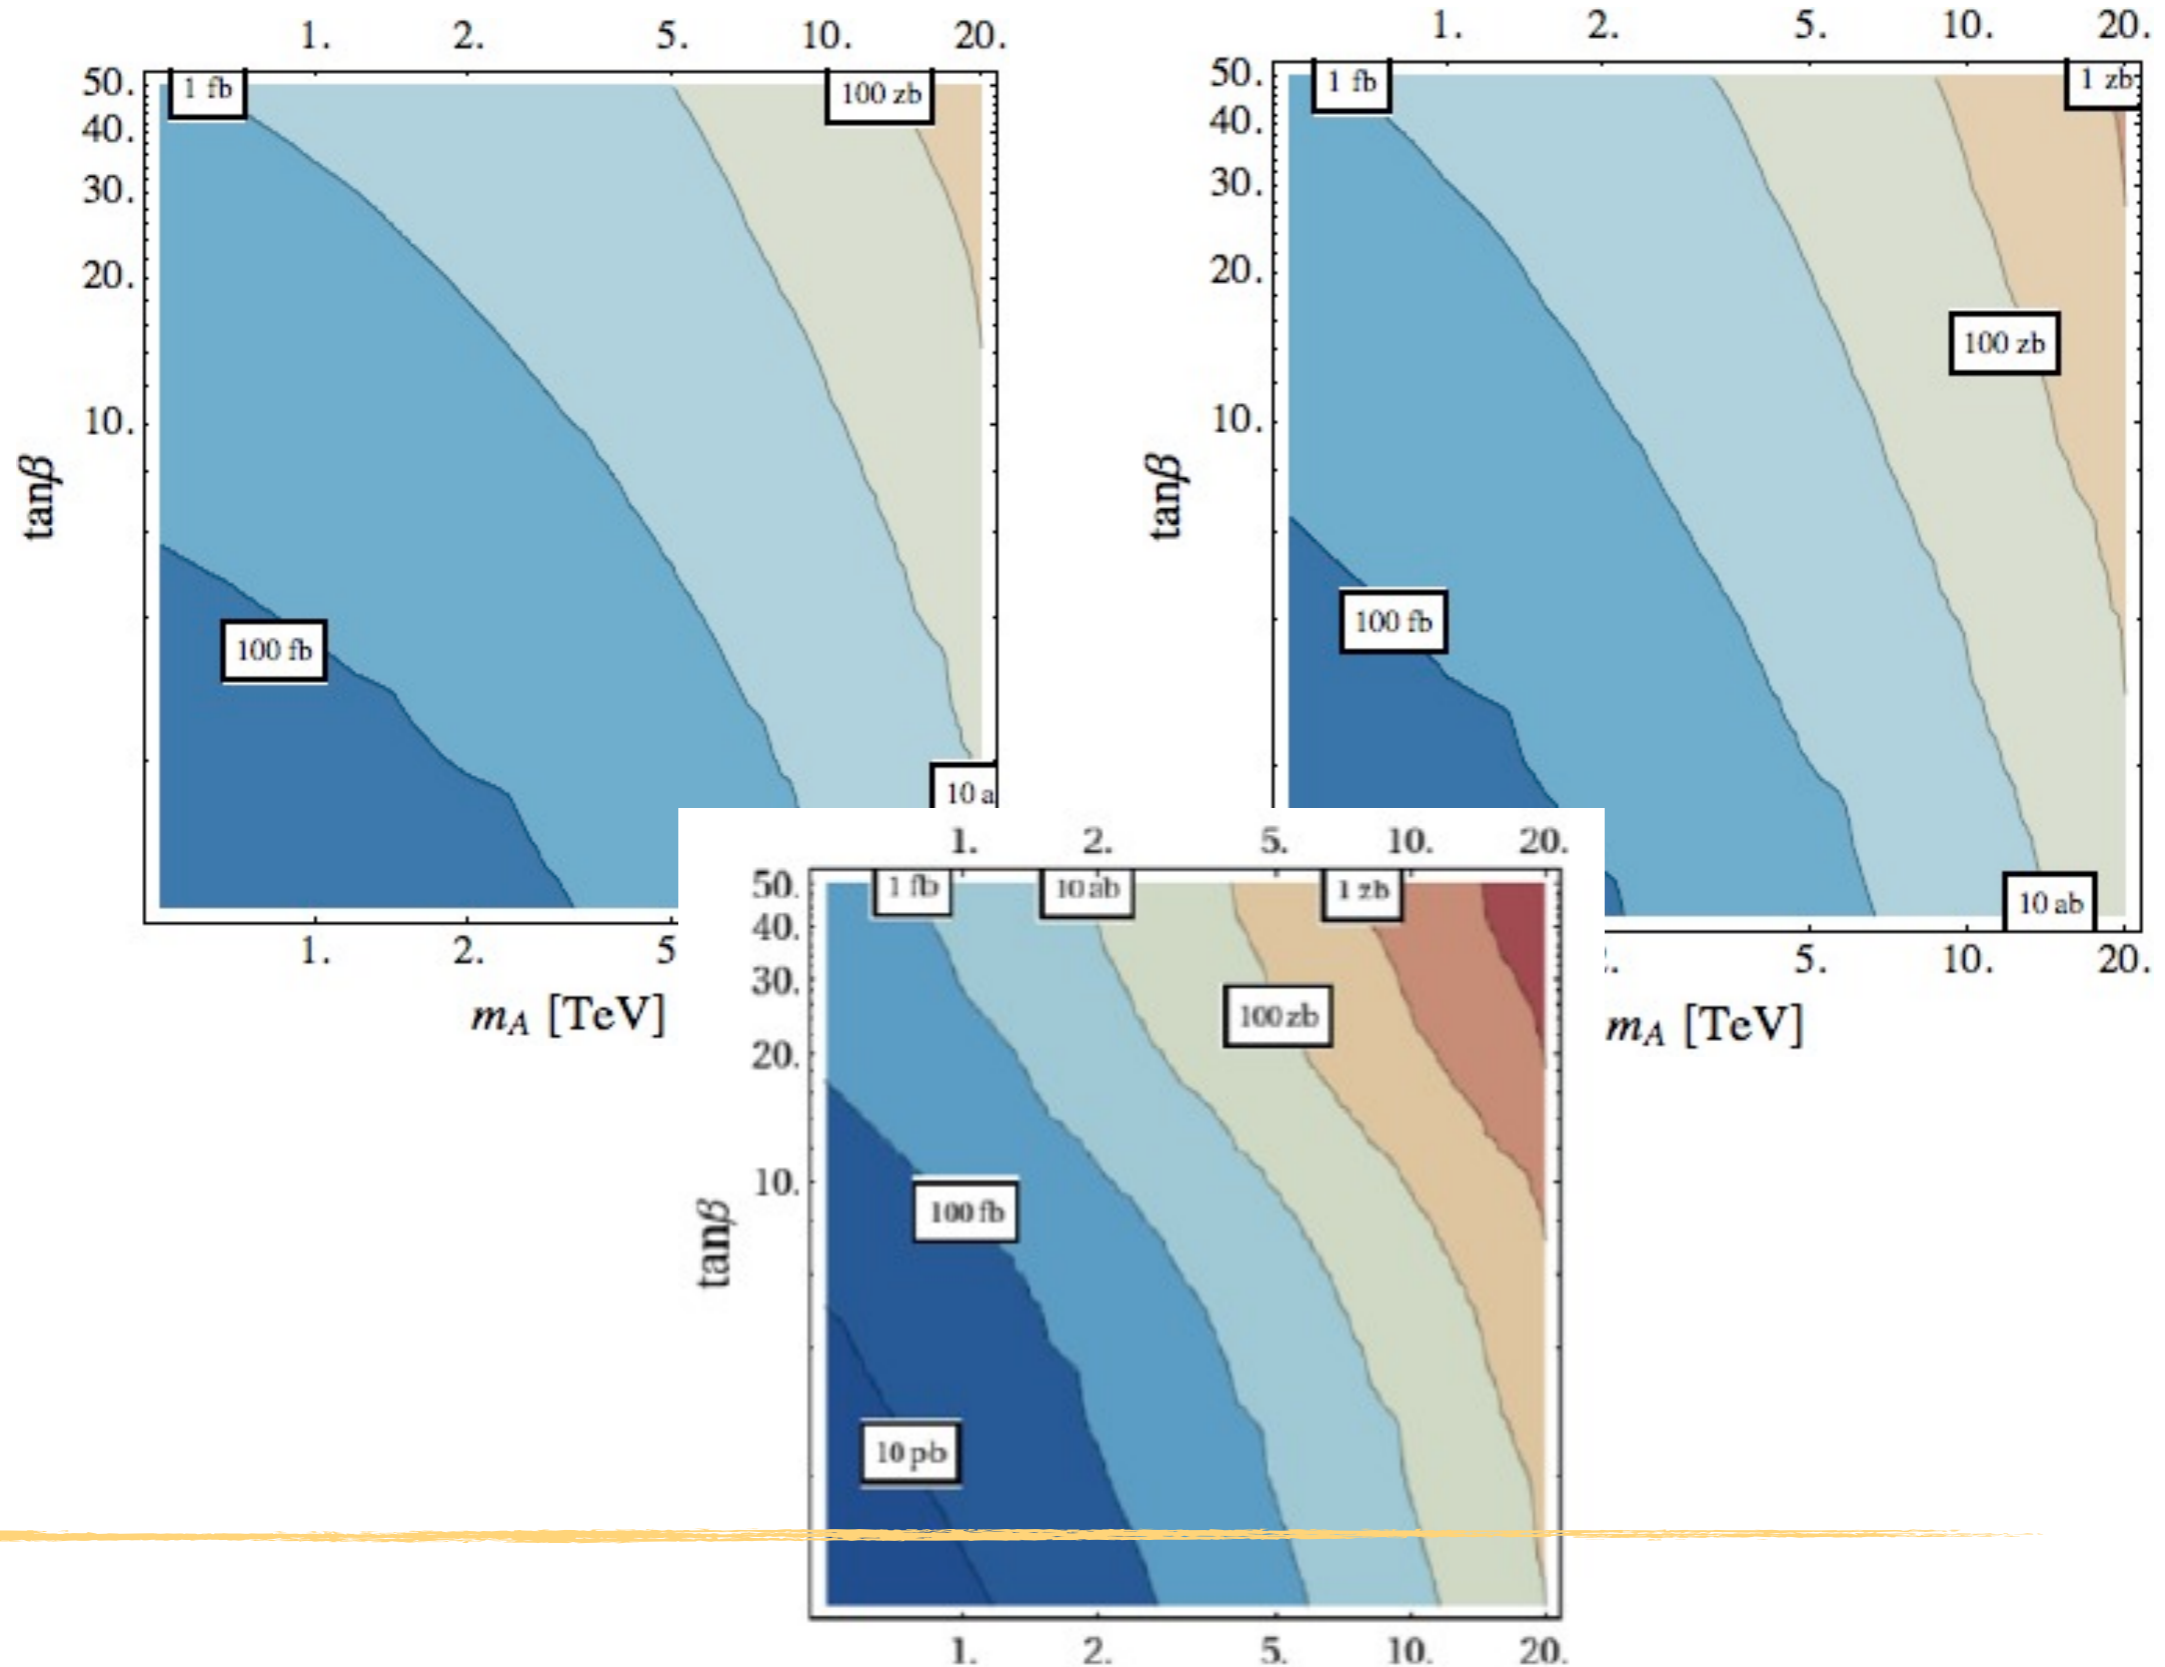 1. 2. 5. 10. 20.
50.
40.
30.
20.
10.
tanβ
1 fb
100 zb
100 fb
10 a
1. 2. 5
m_A [TeV]
1. 2. 5. 10. 20.
50.
40.
30.
20.
10.
tanβ
1 fb
1 zb
100 zb
100 fb
10 ab
5. 10. 20.
m_A [TeV]
1. 2. 5. 10. 20.
50.
40.
30.
20.
10.
tanβ
1 fb
10 ab
1 zb
100 zb
100 fb
10 pb
1. 2. 5. 10. 20.